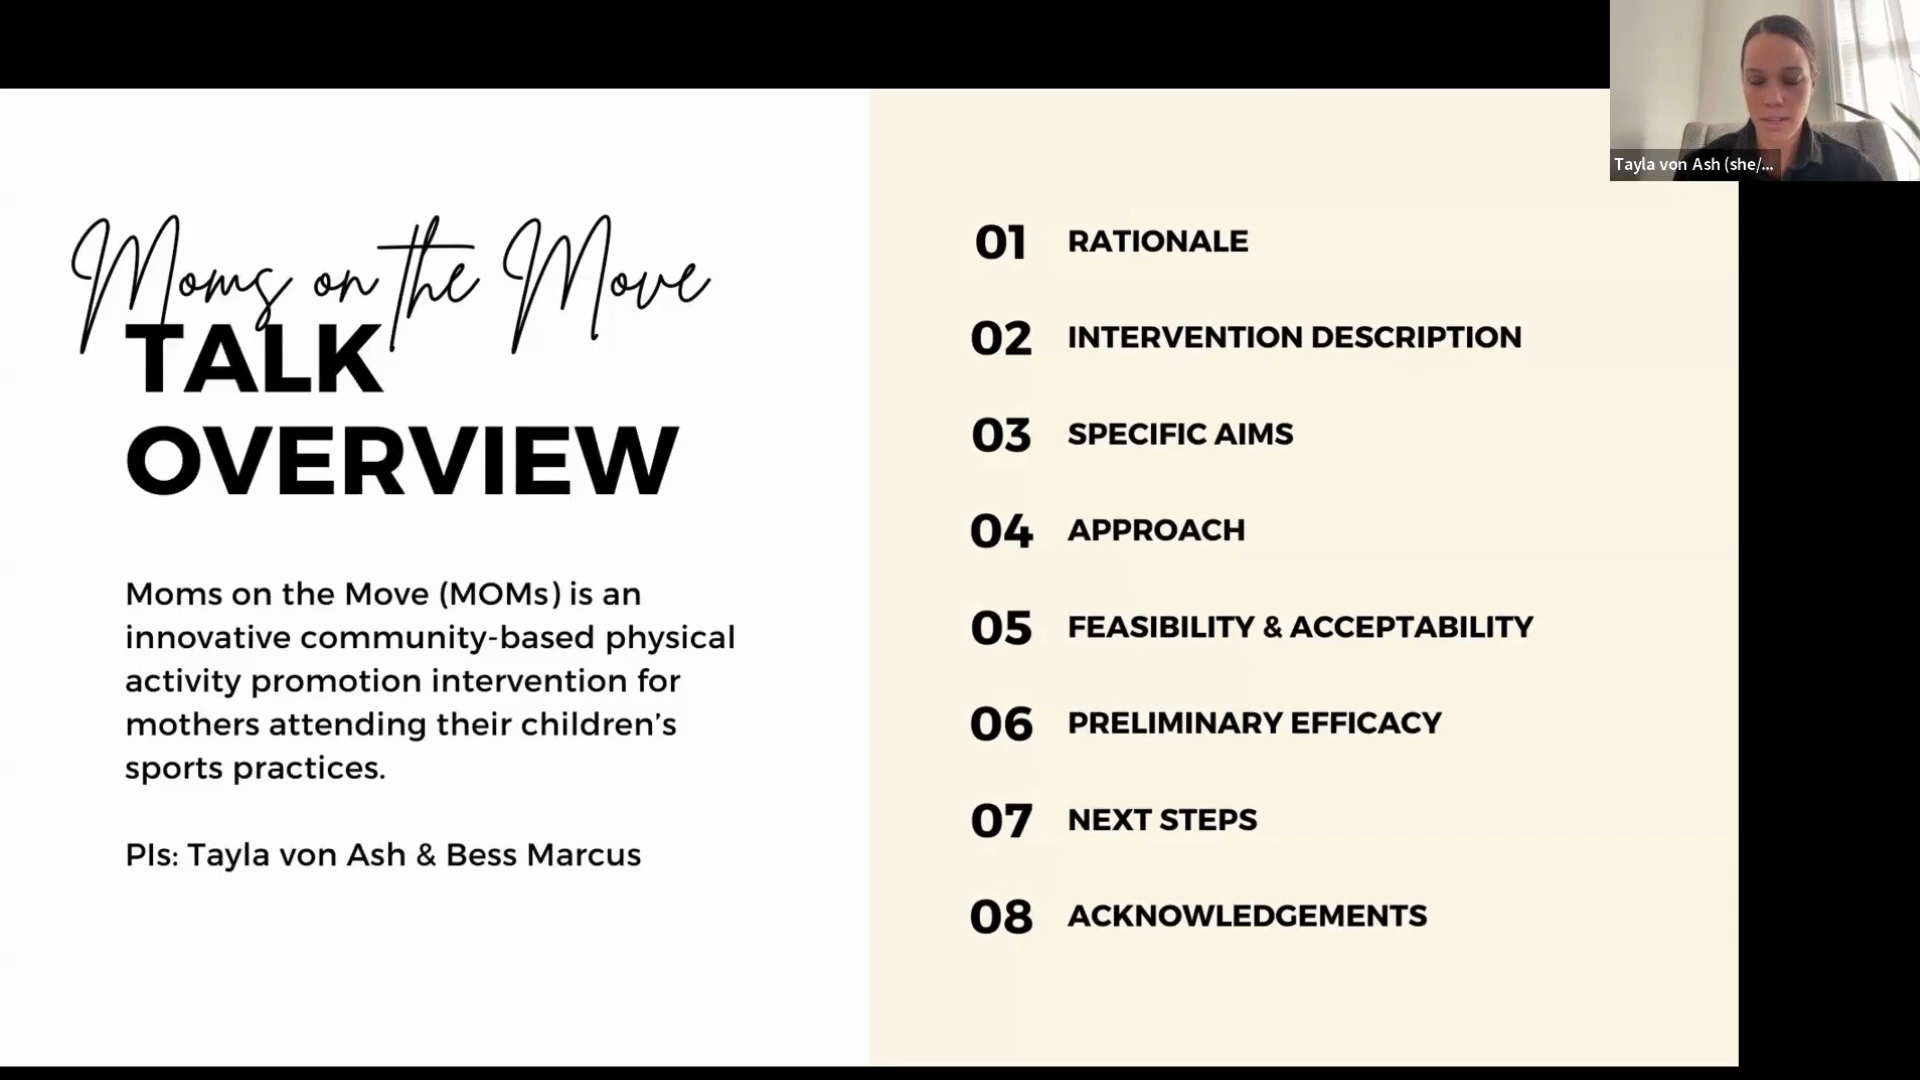 Tayla von Ash (she/...
Moms on the Move
TALK
OVERVIEW
Moms on the Move (MOMs) is an
innovative community-based physical
activity promotion intervention for
mothers attending their children's
sports practices.
PIs: Tayla von Ash & Bess Marcus
01 RATIONALE
02 INTERVENTION DESCRIPTION
03 SPECIFIC AIMS
04 APPROACH
05 FEASIBILITY & ACCEPTABILITY
06 PRELIMINARY EFFICACY
07 NEXT STEPS
08 ACKNOWLEDGEMENTS